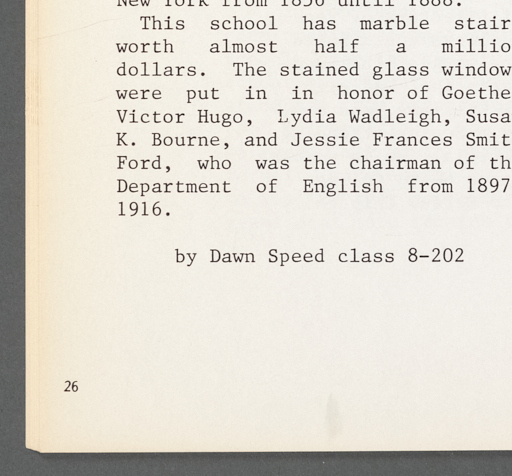 New York from 1856 until 1888.
This school has marble stair
worth almost half a millio
dollars. The stained glass window
were put in in honor of Goethe
Victor Hugo, Lydia Wadleigh, Susa
K. Bourne, and Jessie Frances Smit
Ford, who was the chairman of th
Department of English from 1897
1916.
by Dawn Speed class 8-202
26